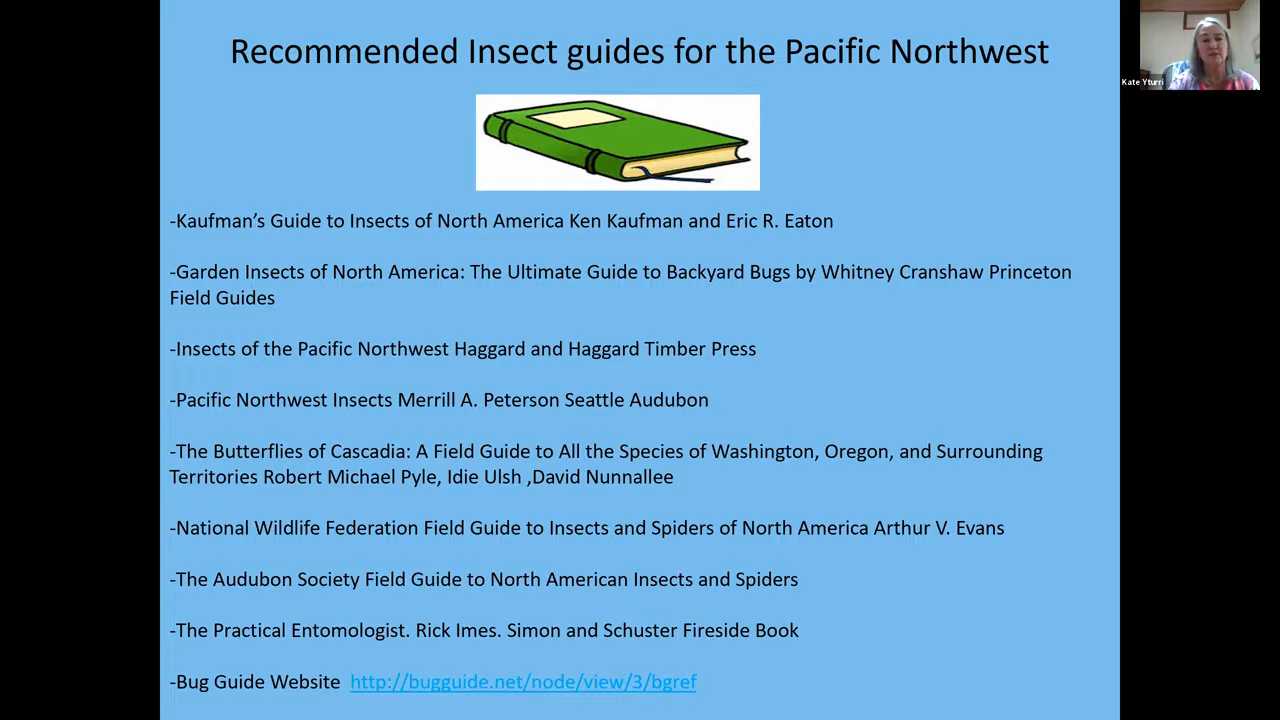 Recommended Insect guides for the Pacific Northwest
Kate Yturri
-Kaufman’s Guide to Insects of North America Ken Kaufman and Eric R. Eaton
-Garden Insects of North America: The Ultimate Guide to Backyard Bugs by Whitney Cranshaw Princeton
Field Guides
-Insects of the Pacific Northwest Haggard and Haggard Timber Press
-Pacific Northwest Insects Merrill A. Peterson Seattle Audubon
-The Butterflies of Cascadia: A Field Guide to All the Species of Washington, Oregon, and Surrounding
Territories Robert Michael Pyle, Idie Ulsh ,David Nunnallee
-National Wildlife Federation Field Guide to Insects and Spiders of North America Arthur V. Evans
-The Audubon Society Field Guide to North American Insects and Spiders
-The Practical Entomologist. Rick Imes. Simon and Schuster Fireside Book
-Bug Guide Website http://bugguide.net/node/view/3/bgref